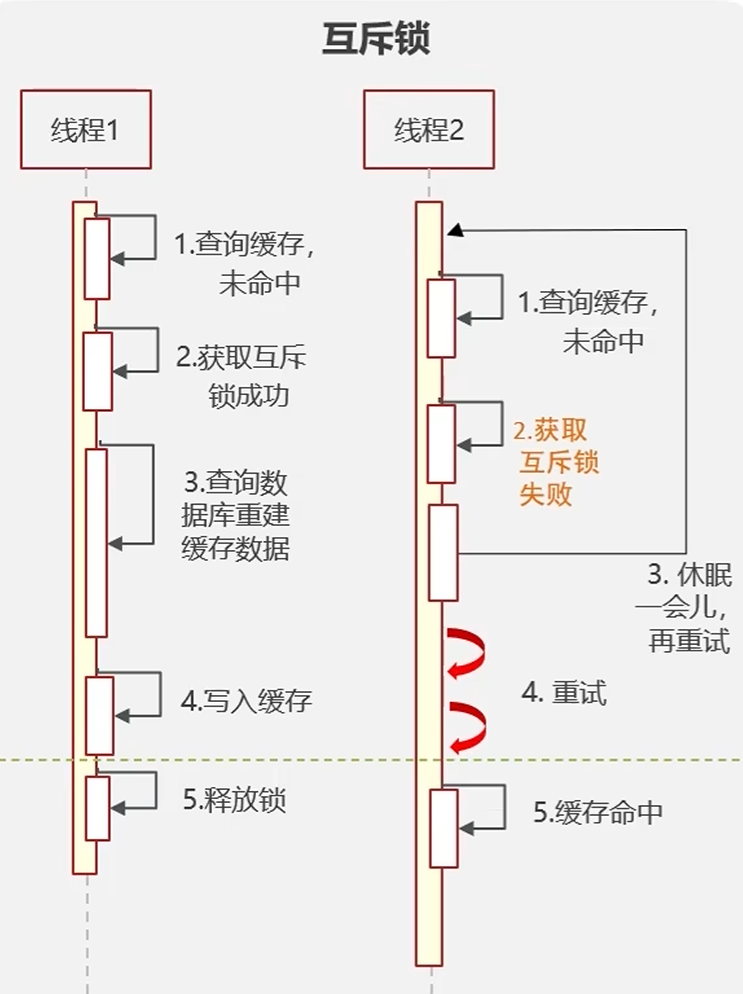 互斥锁
线程1
线程2
1.查询缓存，
未命中
2.获取互斥
锁成功
3.查询数
据库重建
缓存数据
4.写入缓存
5.释放锁
1.查询缓存，
未命中
2.获取
互斥锁
失败
3. 休眠
一会儿，
再重试
4. 重试
5.缓存命中